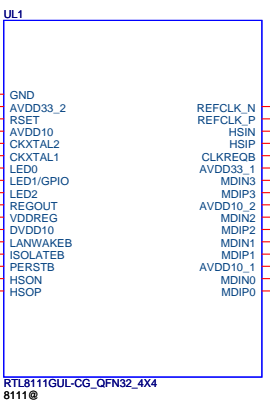 UL1
GND
AVDD33_2
RSET
AVDD10
CKXTAL2
CKXTAL1
LED0
LED1/GPIO
LED2
REGOUT
VDDREG
DVDD10
LANWAKEB
ISOLATEB
PERSTB
HSON
HSOP
REFCLK_N
REFCLK_P
HSIN
HSIP
CLKREQB
AVDD33_1
MDIN3
MDIP3
AVDD10_2
MDIN2
MDIP2
MDIN1
MDIP1
AVDD10_1
MDIN0
MDIP0
RTL8111GUL-CG_QFN32_4X4
8111@